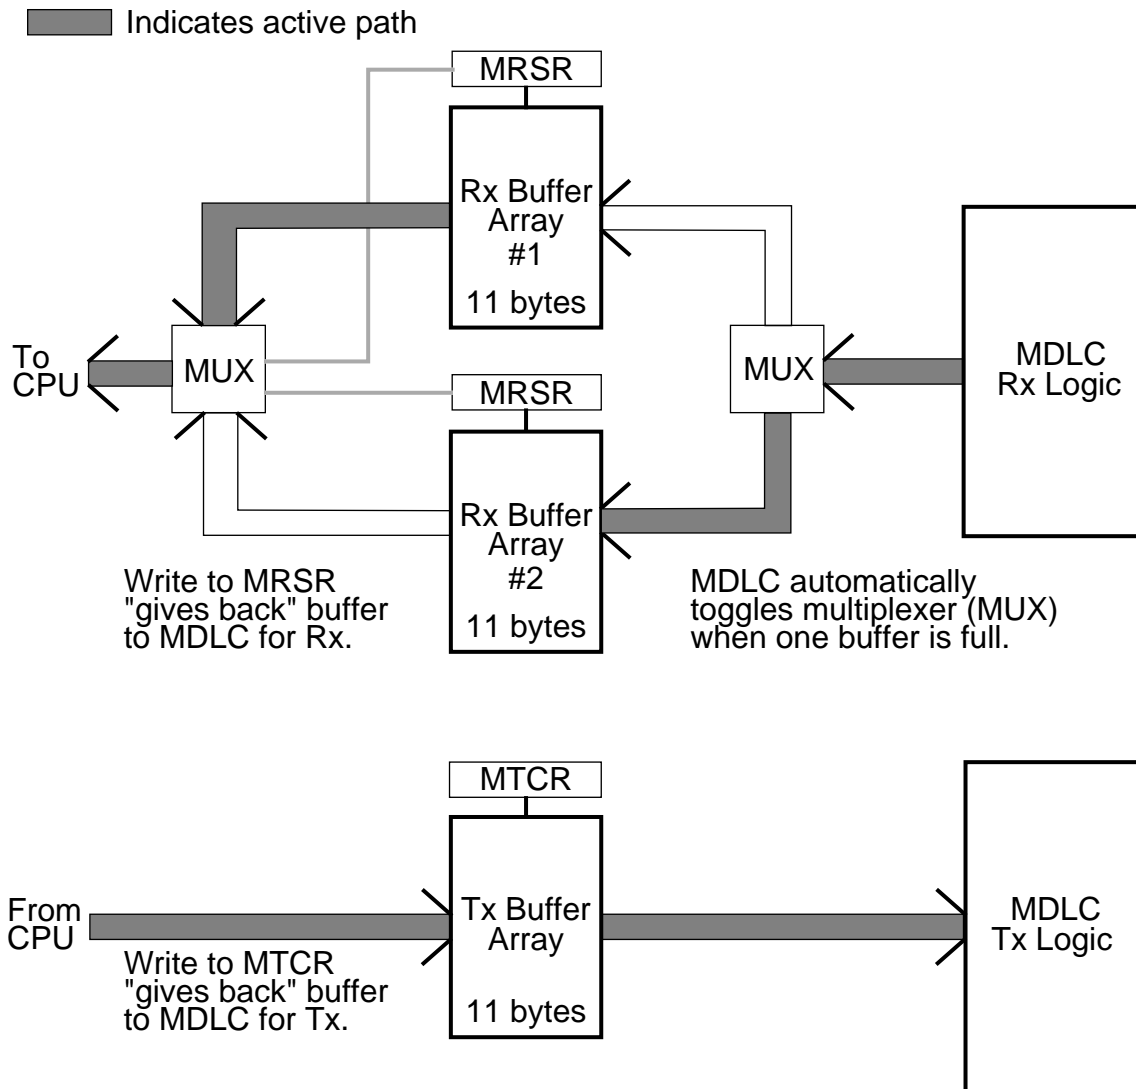 Indicates active path
MRSR
Rx Buffer
Array
#1
11 bytes
To
CPU
MUX
MUX
MDLC
Rx Logic
MRSR
Rx Buffer
Array
#2
11 bytes
Write to MRSR
"gives back" buffer
to MDLC for Rx.
MDLC automatically
toggles multiplexer (MUX)
when one buffer is full.
MTCR
From
CPU
Tx Buffer
Array
11 bytes
MDLC
Tx Logic
Write to MTCR
"gives back" buffer
to MDLC for Tx.